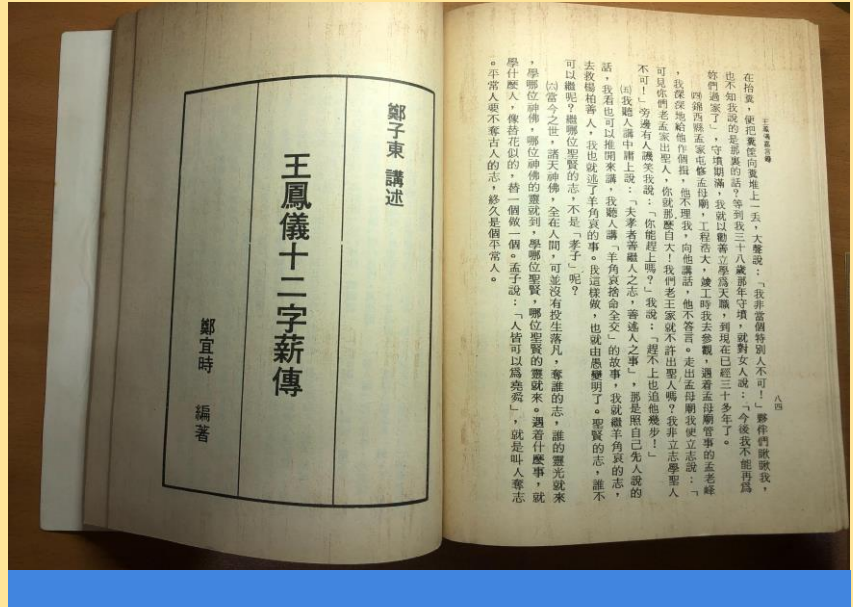 王鳳儀嘉言錄
八四
在拾糞,便把糞筐向糞堆上一丟,大聲說:「我非當個特別人不可!」夥伴們瞅瞅我,
也不知我說的是那裏的話?等到我三十八歲那年守墳,就對女人說:「今後我不能再爲
妳們過家了」,守墳期滿,我就以勸善立學爲天職,到現在已經三十多年了。
㈣錦西縣孟家屯修孟母廟,工程浩大,竣工時我去參觀,遇着孟母廟管事的孟老峰
,我深深地給他作個揖,他不理我,向他講話,他不答言。走出孟母廟我便立志說:「
可見你們老孟家出聖人,你就那麼自大!我們老王家就不許出聖人嗎?我非立志學聖人
不可!」旁邊有人譏笑我說:「你能趕上嗎?」我說:「趕不上也追他幾步!」
㈤我聽人講中庸上說:「夫孝者善繼人之志,善述人之事」,那是照自己先人說的
話,我看也可以推開來講,我聽人講「羊角哀捨命全交」的故事,我就繼羊角哀的志,
去救楊柏善人,我也就述了羊角哀的事。我這樣做,也就由愚變明了。聖賢的志,誰不
可以繼呢?繼哪位聖賢的志,不是「孝子」呢?
㈥當今之世,諸天神佛,全在人間,可並沒有投生落凡,奪誰的志,誰的靈光就來
,學哪位神佛,哪位神佛的靈就到,學哪位聖賢,哪位聖賢的靈就來。遇着什麼事,就
學什麼人,像替花似的,替一個做一個。孟子說:「人皆可以爲堯舜」,就是叫人奪志
。平常人要不奪古人的志,終久是個平常人。
鄭子東 講述
王鳳儀十二字薪傳
鄭宜時 編著